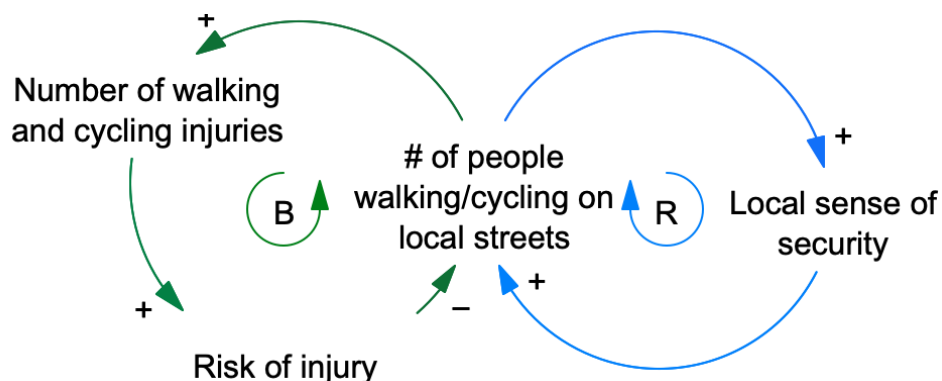 +
Number of walking
and cycling injuries
+
# of people
walking/cycling on
local streets
B
R
Local sense of
security
+
–
+
Risk of injury